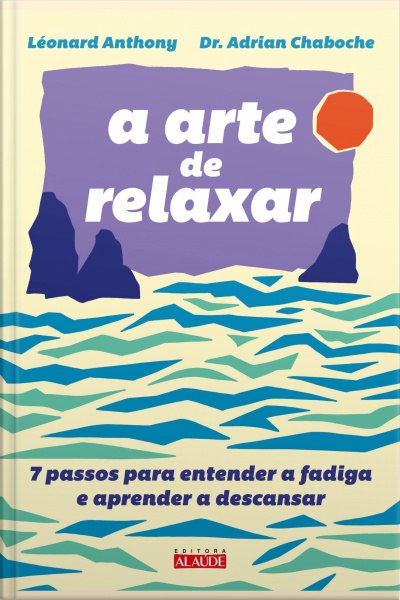 Léonard Anthony Dr. Adrian Chaboche
a arte
de
relaxar
7 passos para entender a fadiga
e aprender a descansar
EDITORA
ALAÚDE